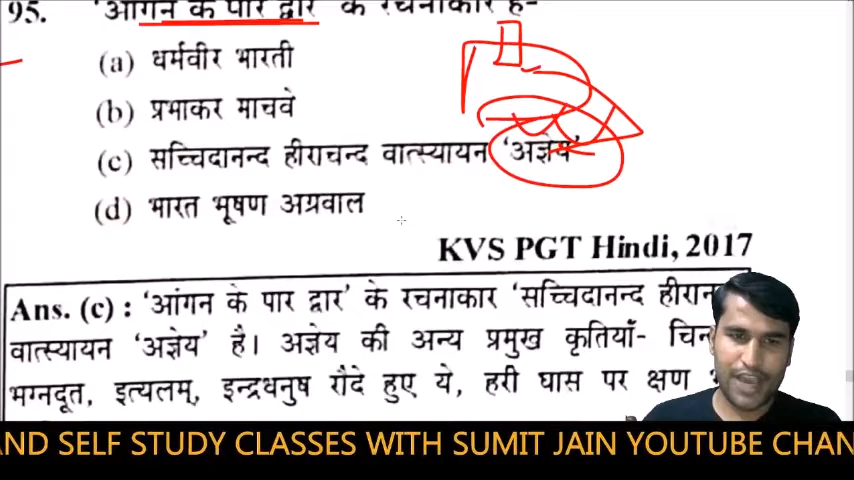 95. 'आंगन के पार द्वार' के रचनाकार हैं-
(a) धर्मवीर भारती
(b) प्रभाकर माचवे
(c) सच्चिदानन्द हीराचन्द वात्स्यायन 'अज्ञेय'
(d) भारत भूषण अग्रवाल
KVS PGT Hindi, 2017
Ans. (c) : 'आंगन के पार द्वार' के रचनाकार 'सच्चिदानन्द
वात्स्यायन 'अज्ञेय' है। अज्ञेय की अन्य प्रमुख कृतियाँ-
भग्नदूत, इत्यलम्, इन्द्रधनुष रौंदे हुए ये, हरी घास पर क्षण
AND SELF STUDY CLASSES WITH SUMIT JAIN YOUTUBE